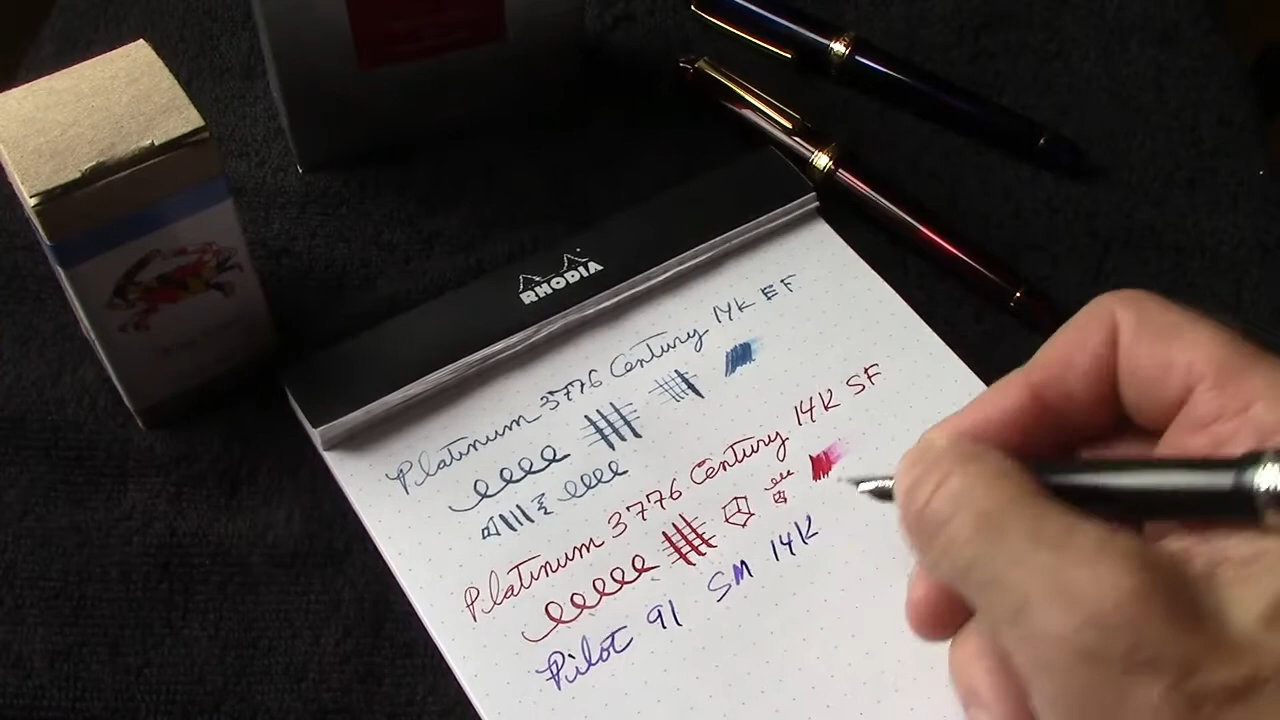 RHODIA
Platinum 3776 Century 14K EF
Platinum 3776 Century 14K SF
Pilot 91 SM 14K